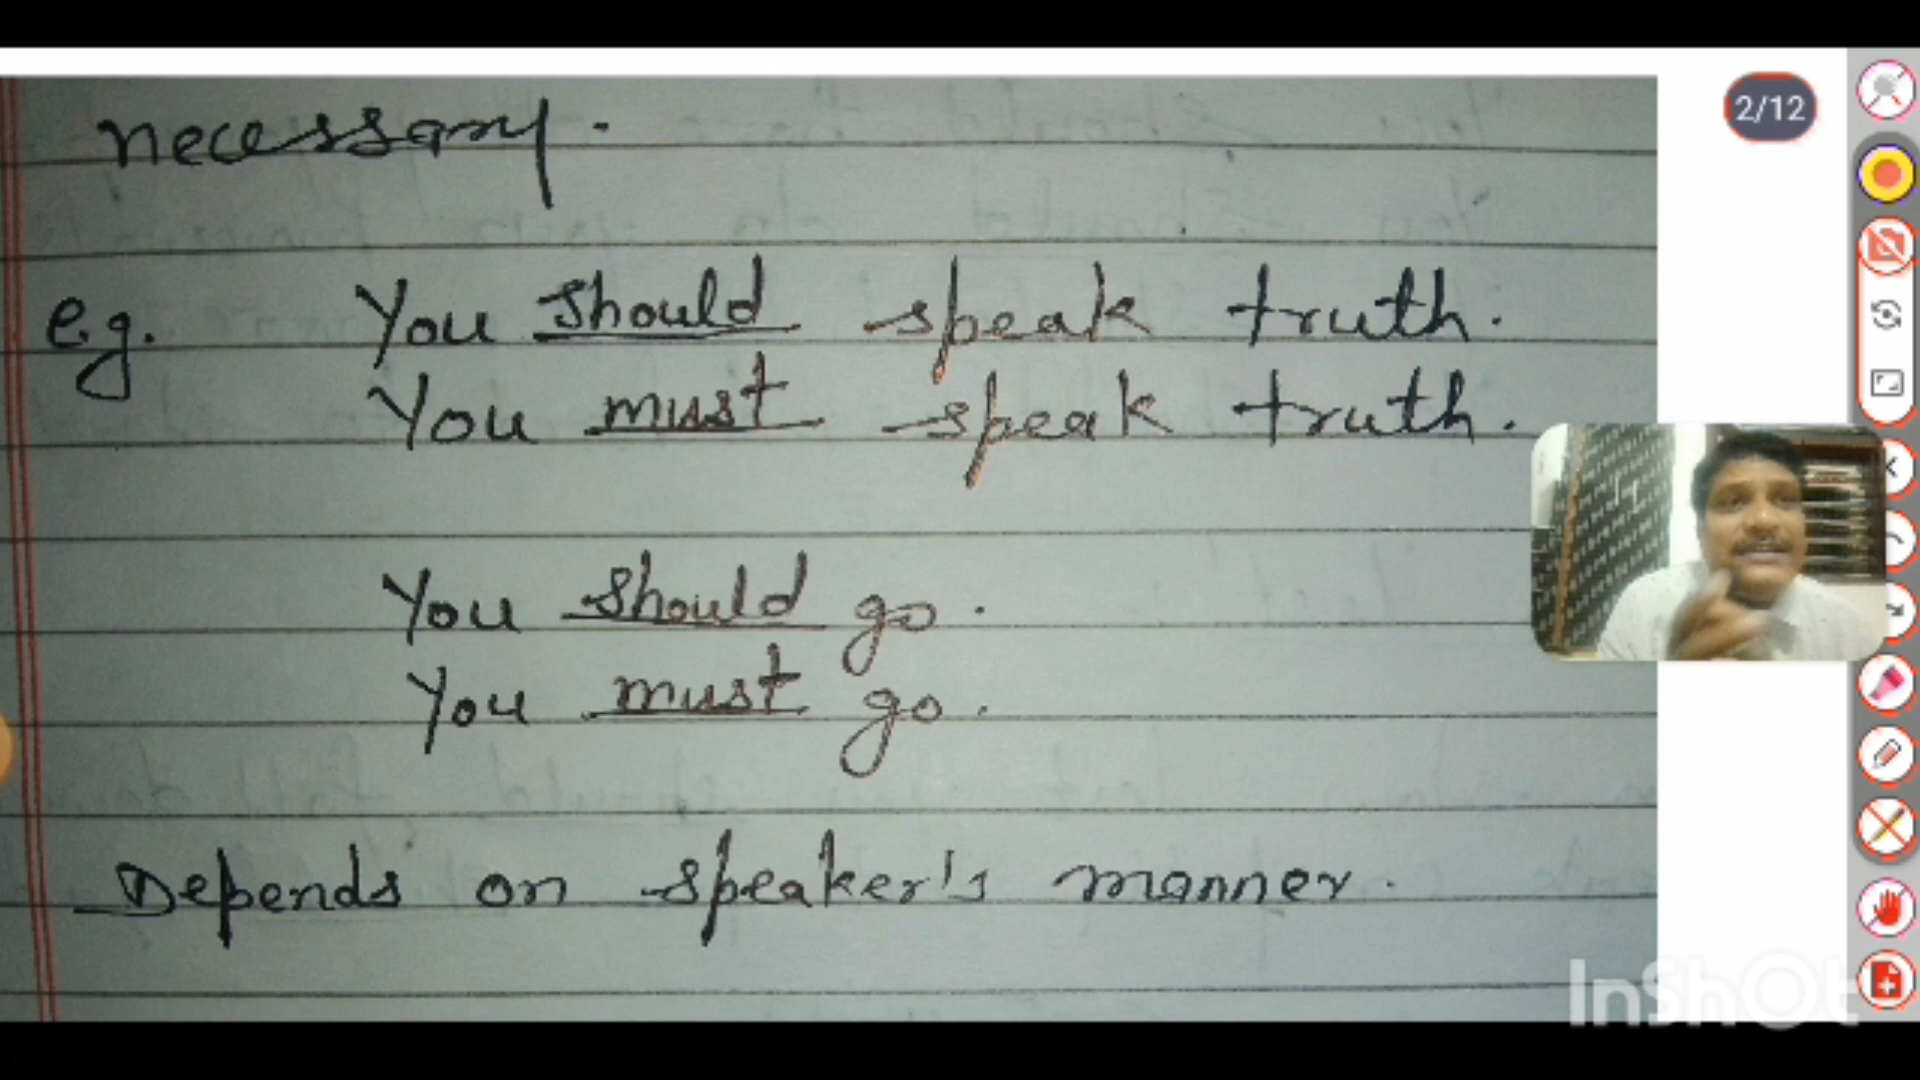 necessary.
2/12
e.g. You should speak truth.
You must speak truth.
You should go.
You must go.
Depends on speaker's manner.
InShOt